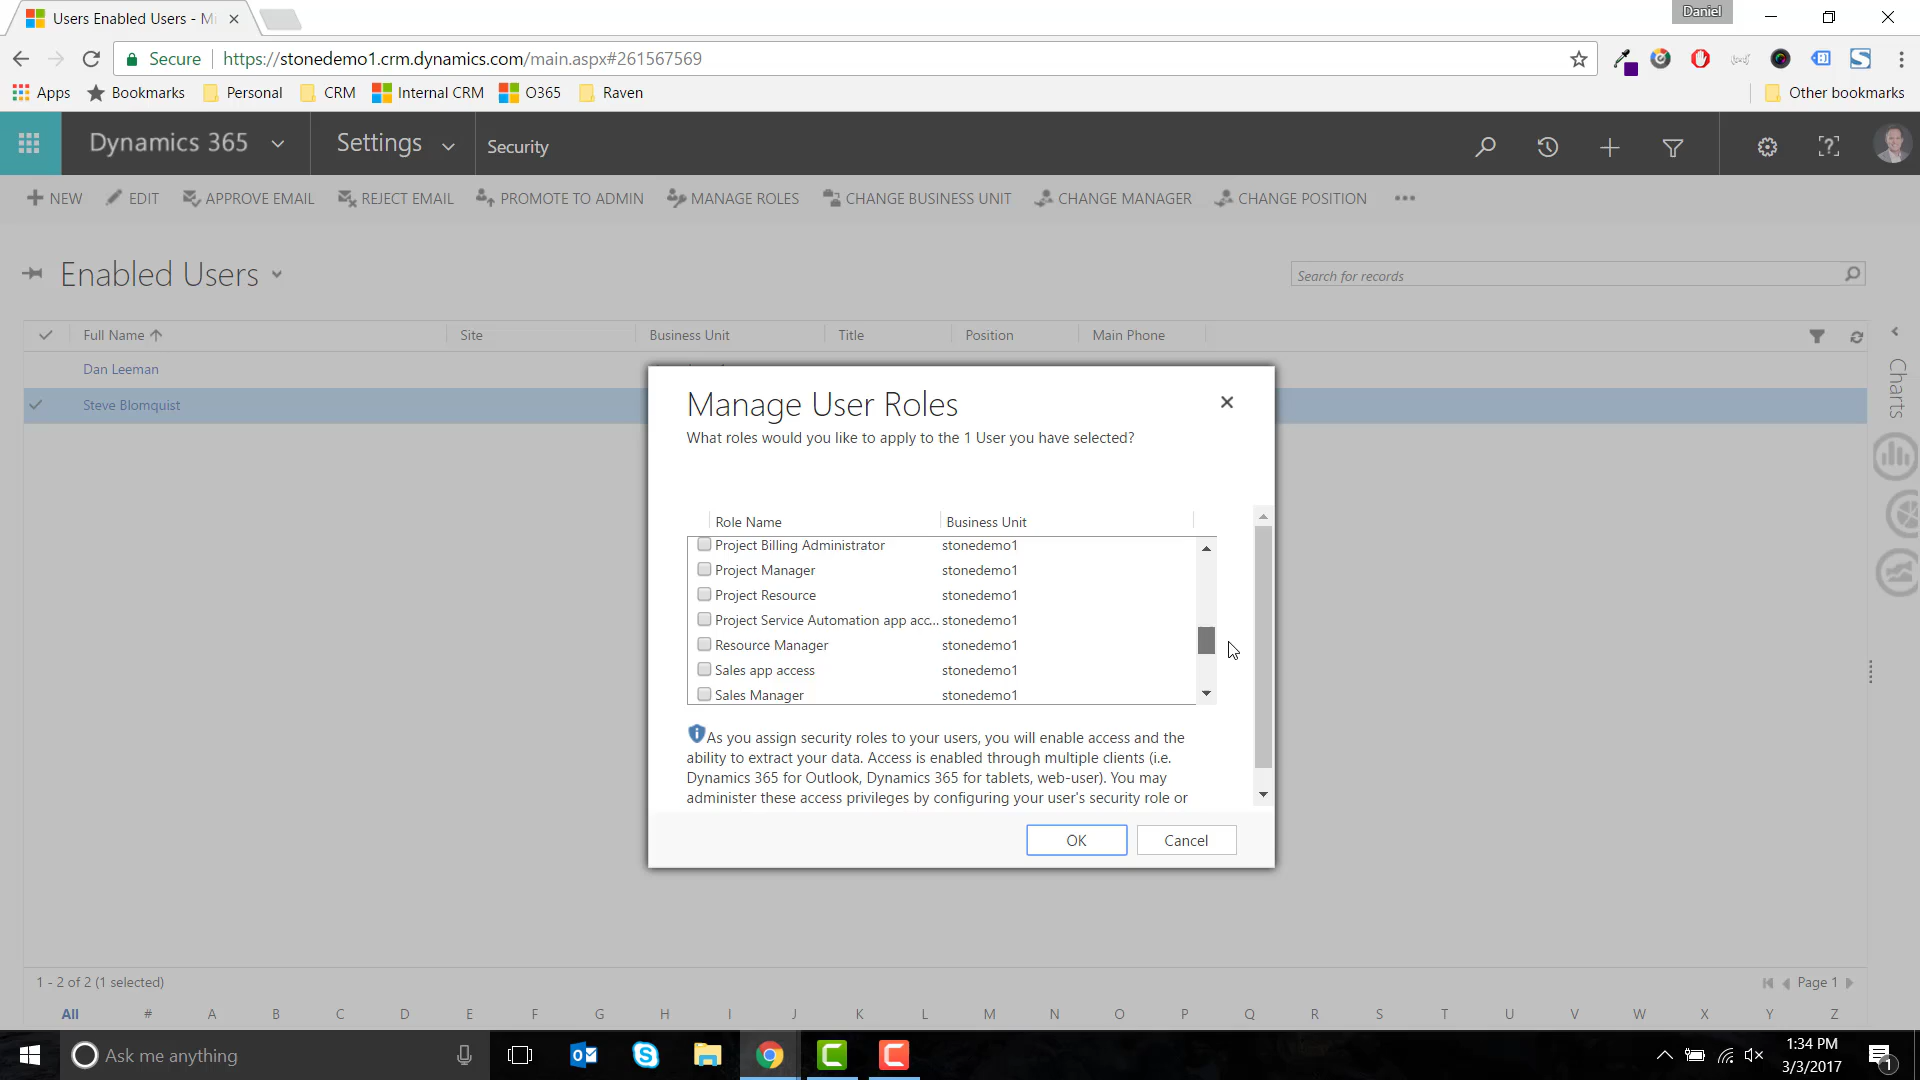 Users Enabled Users - Mi
Daniel
Secure https://stonedemo1.crm.dynamics.com/main.aspx#261567569
Apps Bookmarks Personal CRM Internal CRM O365 Raven Other bookmarks
Dynamics 365 Settings Security
NEW EDIT APPROVE EMAIL REJECT EMAIL PROMOTE TO ADMIN MANAGE ROLES CHANGE BUSINESS UNIT CHANGE MANAGER CHANGE POSITION
Enabled Users
Search for records
Full Name Site Business Unit Title Position Main Phone
Dan Leeman
Steve Blomquist
Charts
Manage User Roles
What roles would you like to apply to the 1 User you have selected?
Role Name Business Unit
Project Billing Administrator stonedemo1
Project Manager stonedemo1
Project Resource stonedemo1
Project Service Automation app acc... stonedemo1
Resource Manager stonedemo1
Sales app access stonedemo1
Sales Manager stonedemo1
As you assign security roles to your users, you will enable access and the
ability to extract your data. Access is enabled through multiple clients (i.e.
Dynamics 365 for Outlook, Dynamics 365 for tablets, web-user). You may
administer these access privileges by configuring your user's security role or
OK Cancel
1 - 2 of 2 (1 selected)
Page 1
All # A B C D E F G H I J K L M N O P Q R S T U V W X Y Z
Ask me anything
1:34 PM
3/3/2017
1